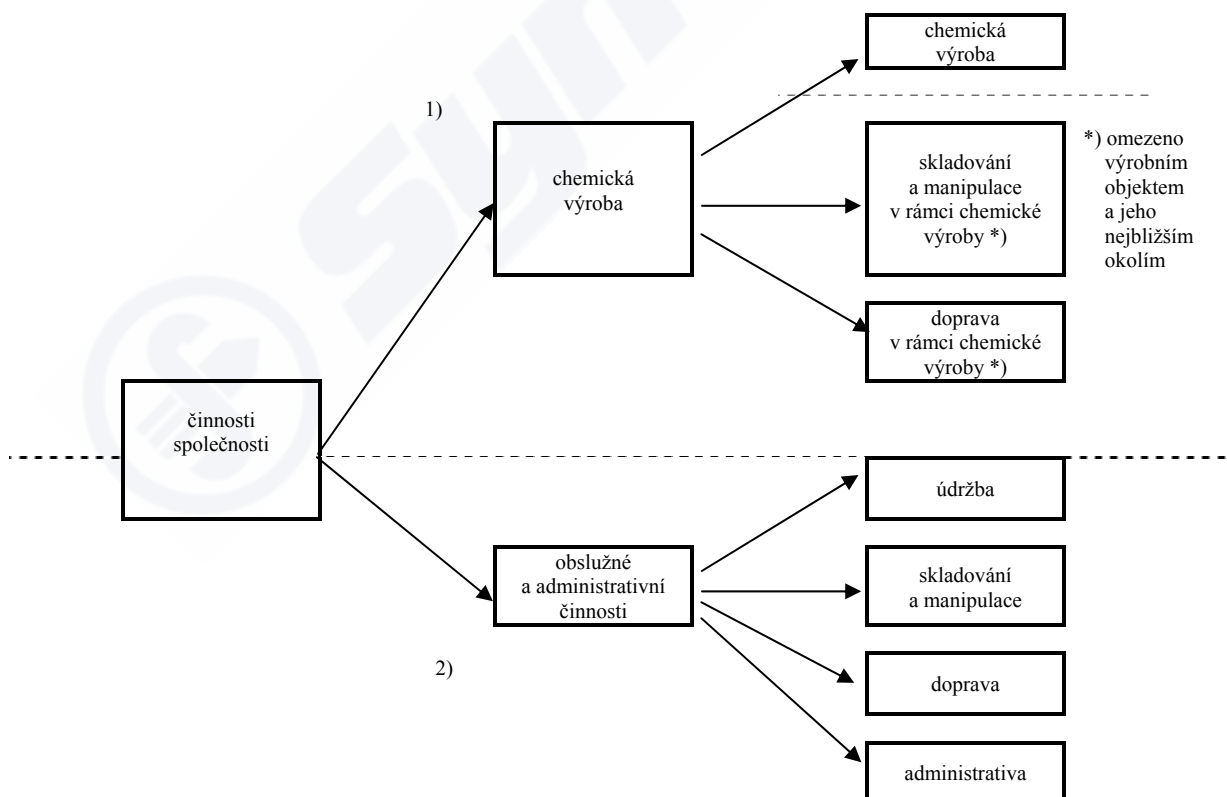 chemická
výroba
1)
chemická
výroba
skladování
a manipulace
v rámci chemické
výroby *)
*) omezeno
výrobním
objektem
a jeho
nejbližším
okolím
doprava
v rámci chemické
výroby *)
činnosti
společnosti
údržba
obslužné
a administrativní
činnosti
skladování
a manipulace
2)
doprava
administrativa